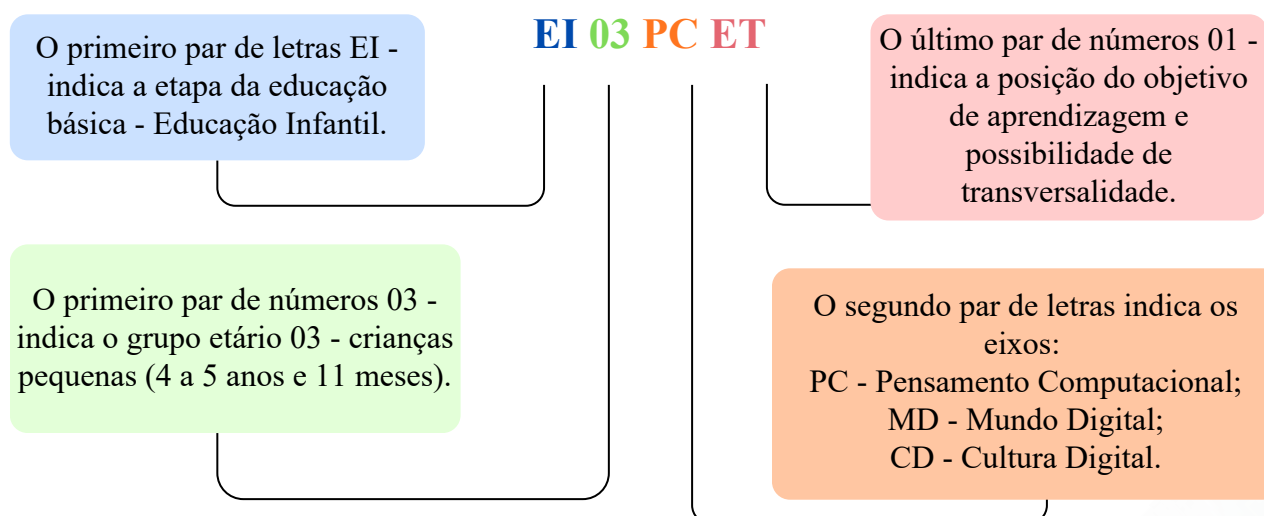 EI 03 PC ET
O primeiro par de letras EI -
indica a etapa da educação
básica - Educação Infantil.
O último par de números 01 -
indica a posição do objetivo
de aprendizagem e
possibilidade de
transversalidade.
O primeiro par de números 03 -
indica o grupo etário 03 - crianças
pequenas (4 a 5 anos e 11 meses).
O segundo par de letras indica os
eixos:
PC - Pensamento Computacional;
MD - Mundo Digital;
CD - Cultura Digital.